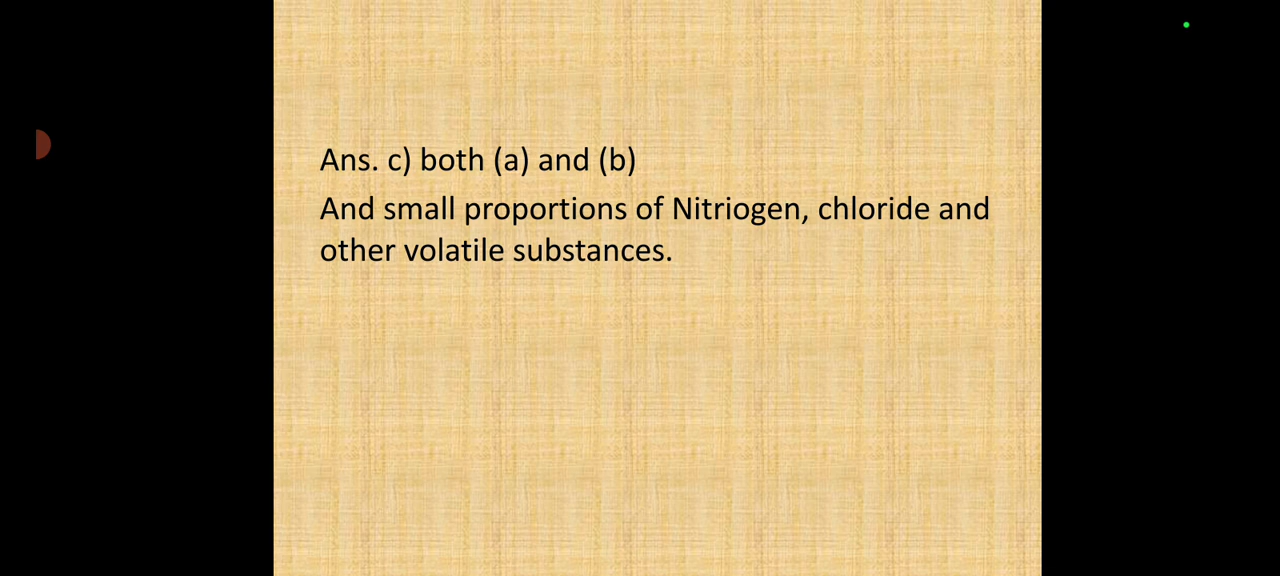 Ans. c) both (a) and (b)
And small proportions of Nitriogen, chloride and
other volatile substances.